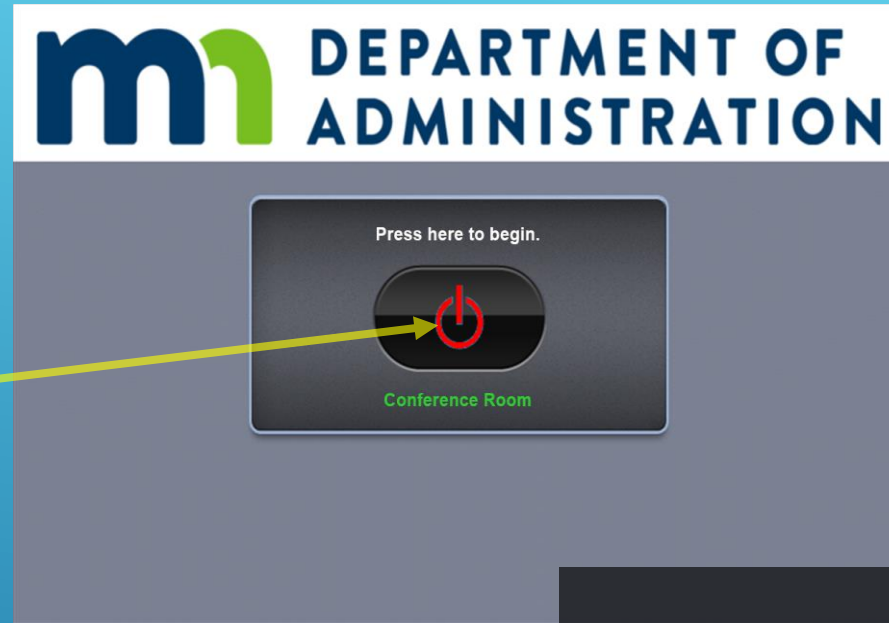 mn DEPARTMENT OF
ADMINISTRATION
Press here to begin.
Conference Room